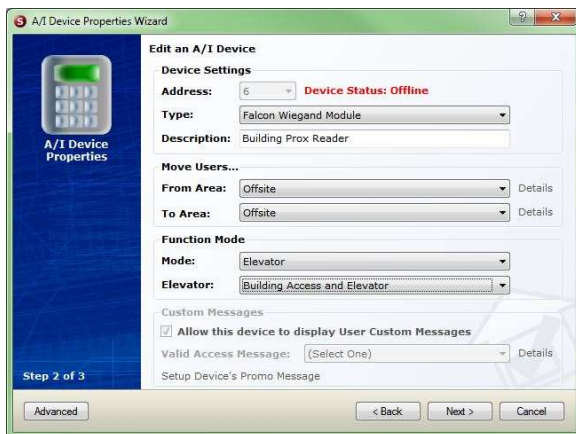 S A/I Device Properties Wizard
Edit an A/I Device
Device Settings
Address: 6 Device Status: Offline
Type: Falcon Wiegand Module
Description: Building Prox Reader
A/I Device
Properties
Move Users...
From Area: Offsite Details
To Area: Offsite Details
Function Mode
Mode: Elevator
Elevator: Building Access and Elevator
Custom Messages
Allow this device to display User Custom Messages
Valid Access Message: (Select One) Details
Setup Device's Promo Message
Step 2 of 3
Advanced < Back Next > Cancel